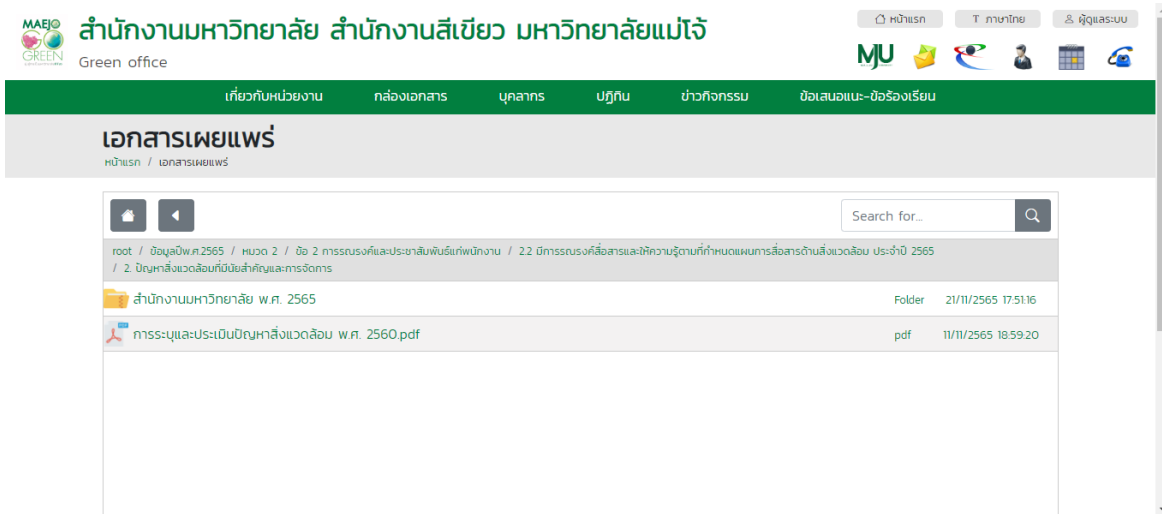 MAEJO
GREEN
สำนักงานมหาวิทยาลัย สำนักงานสีเขียว มหาวิทยาลัยแม่โจ้
Green office
หน้าแรก
T ภาษาไทย
ผู้ดูแลระบบ
MJU
เกี่ยวกับหน่วยงาน กล่องเอกสาร บุคลากร ปฏิทิน ข่าวกิจกรรม ข้อเสนอแนะ-ข้อร้องเรียน
เอกสารเผยแพร่
หน้าแรก / เอกสารเผยแพร่
Search for...
root / ข้อมูลปีพ.ศ.2565 / หมวด 2 / ข้อ 2 การรณรงค์และประชาสัมพันธ์แก่พนักงาน / 2.2 มีการรณรงค์สื่อสารและให้ความรู้ตามที่กำหนดแผนการสื่อสารด้านสิ่งแวดล้อม ประจำปี 2565
/ 2. ปัญหาสิ่งแวดล้อมที่มีนัยสำคัญและการจัดการ
สำนักงานมหาวิทยาลัย พ.ศ. 2565 Folder 21/11/2565 17:51:16
การระบุและประเมินปัญหาสิ่งแวดล้อม พ.ศ. 2560.pdf pdf 11/11/2565 18:59:20